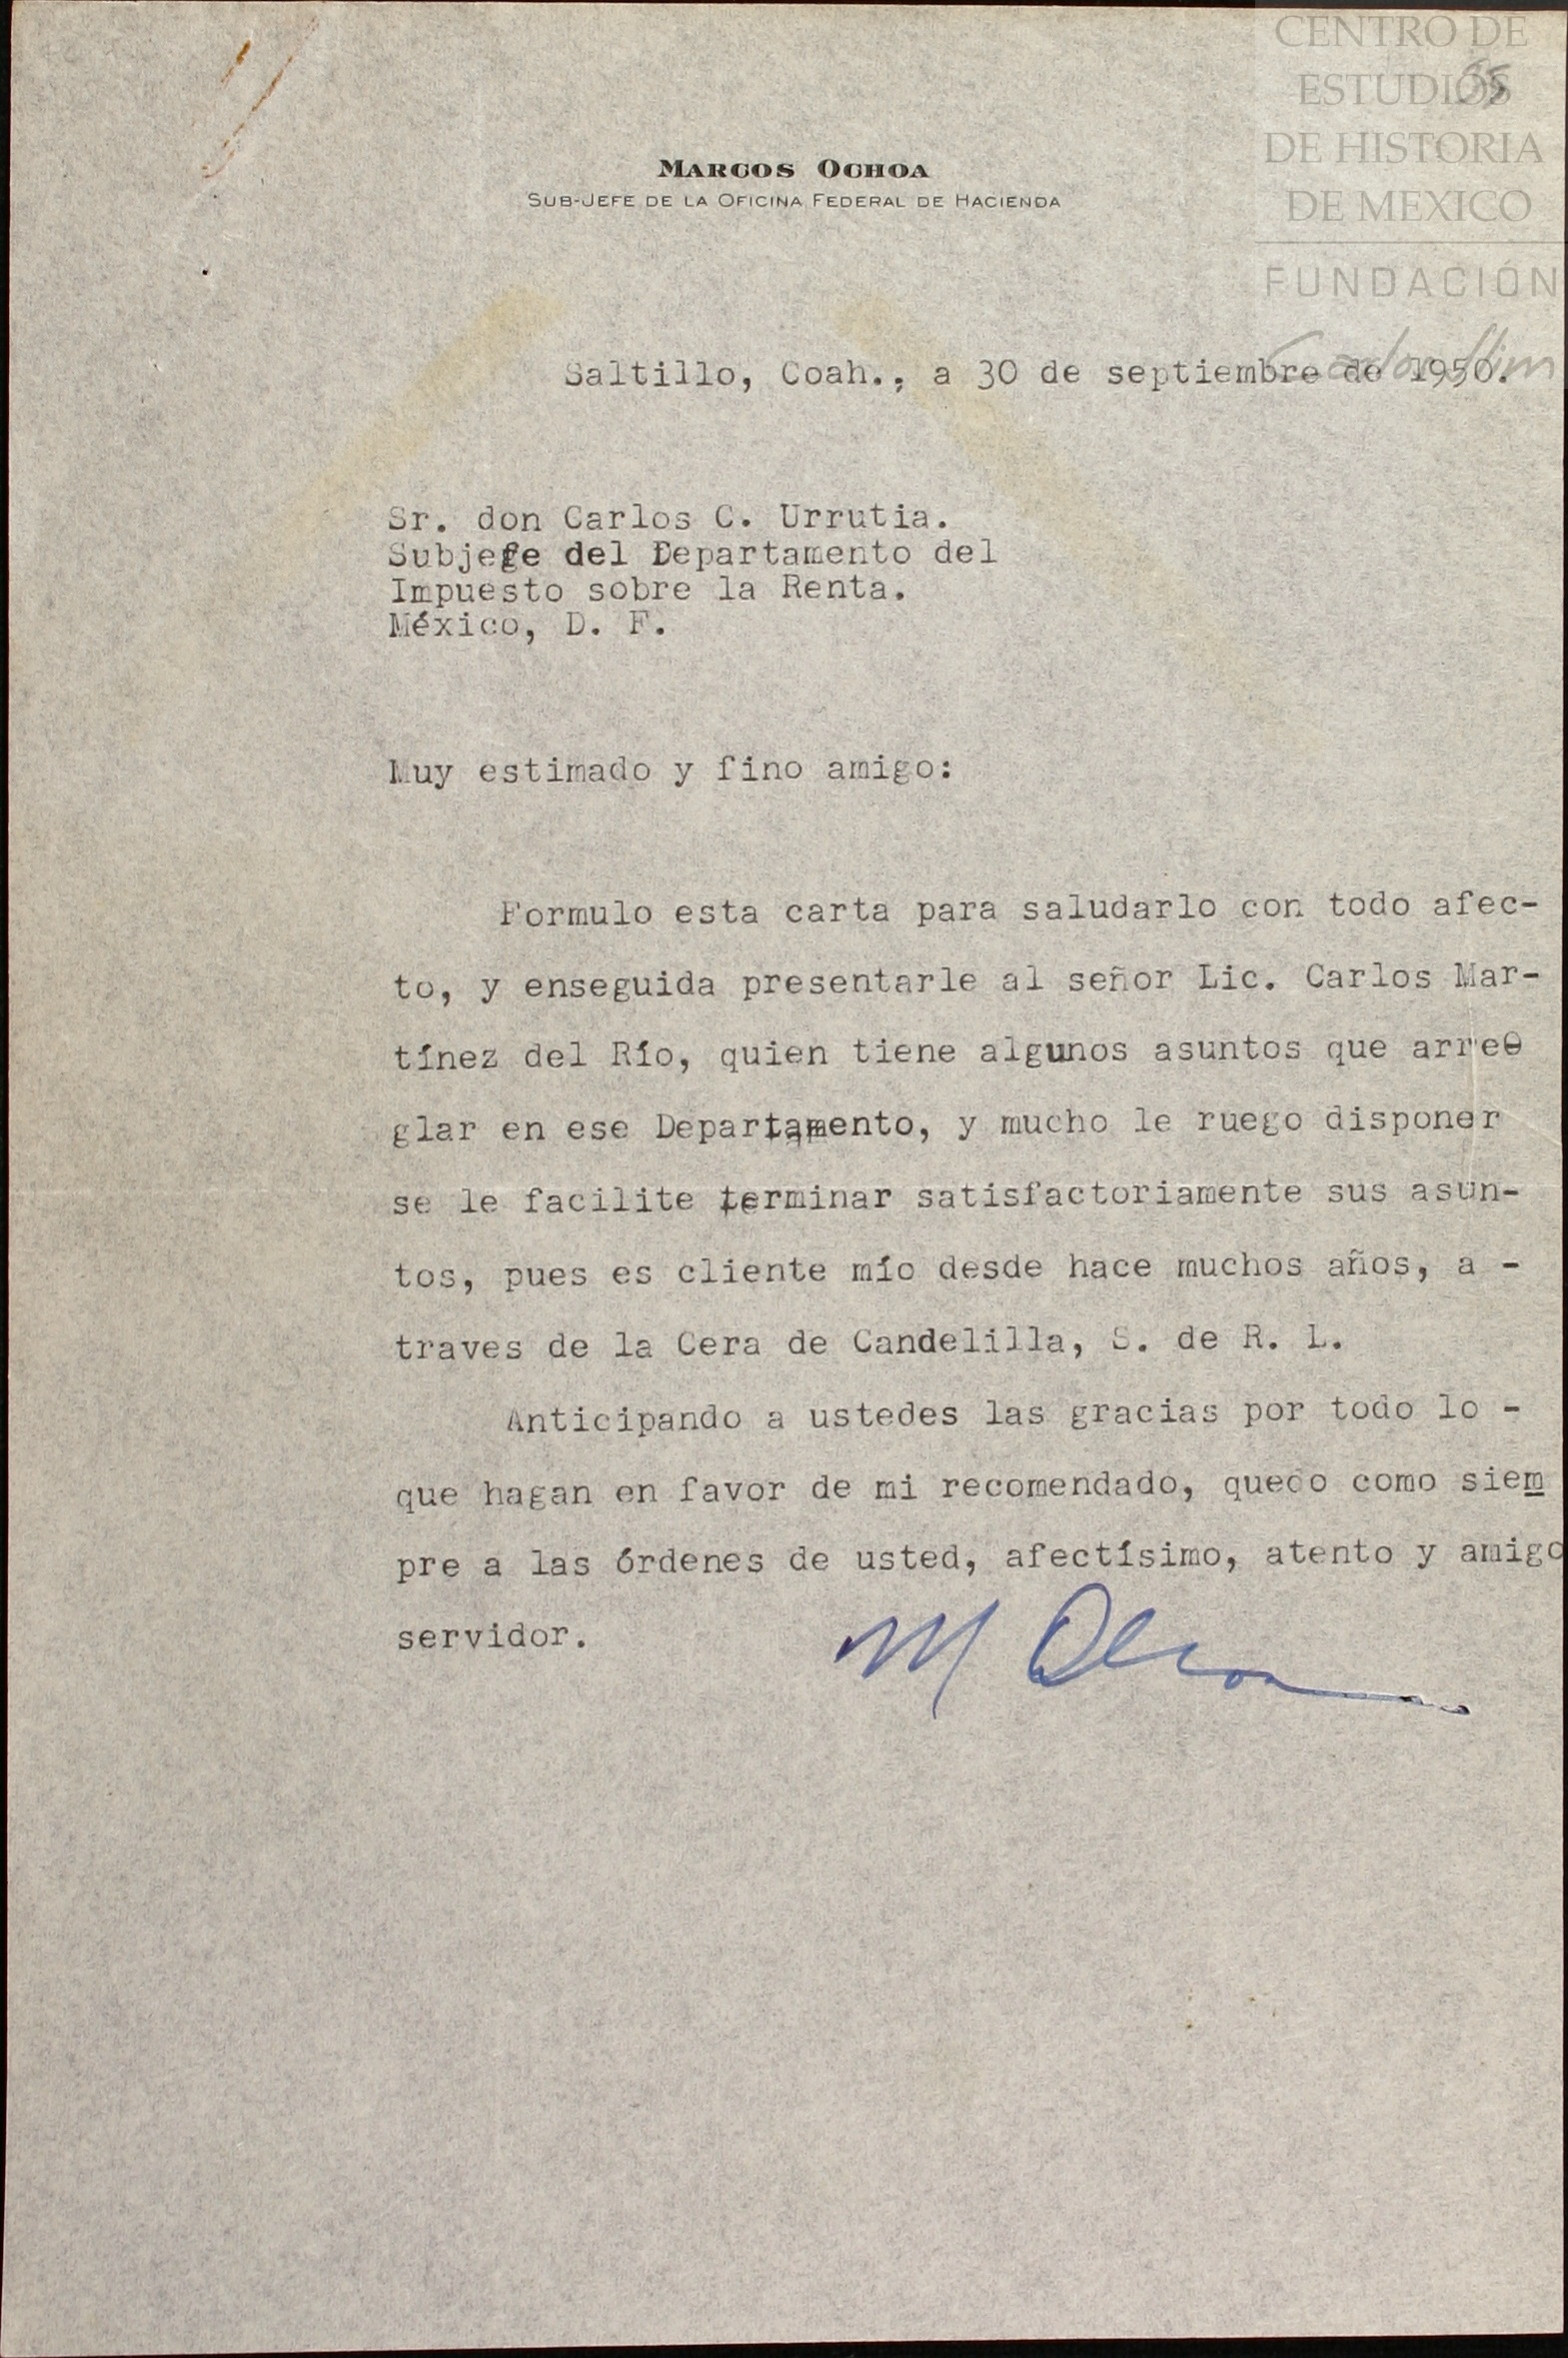 CENTRO DE
ESTUDIOS
DE HISTORIA
DE MEXICO
FUNDACIÓN
Carlos Slim
MARCOS OCHOA
SUB-JEFE DE LA OFICINA FEDERAL DE HACIENDA
Saltillo, Coah., a 30 de septiembre de 1950.
Sr. don Carlos C. Urrutia.
Subjefe del Departamento del
Impuesto sobre la Renta.
México, D. F.
Muy estimado y fino amigo:
Formulo esta carta para saludarlo con todo afec-
to, y enseguida presentarle al señor Lic. Carlos Mar-
tínez del Río, quien tiene algunos asuntos que arre-
glar en ese Departamento, y mucho le ruego disponer
se le facilite terminar satisfactoriamente sus asun-
tos, pues es cliente mío desde hace muchos años, a -
traves de la Cera de Candelilla, S. de R. L.
Anticipando a ustedes las gracias por todo lo -
que hagan en favor de mi recomendado, quedo como siem
pre a las órdenes de usted, afectísimo, atento y amigo
servidor.
M Ochoa